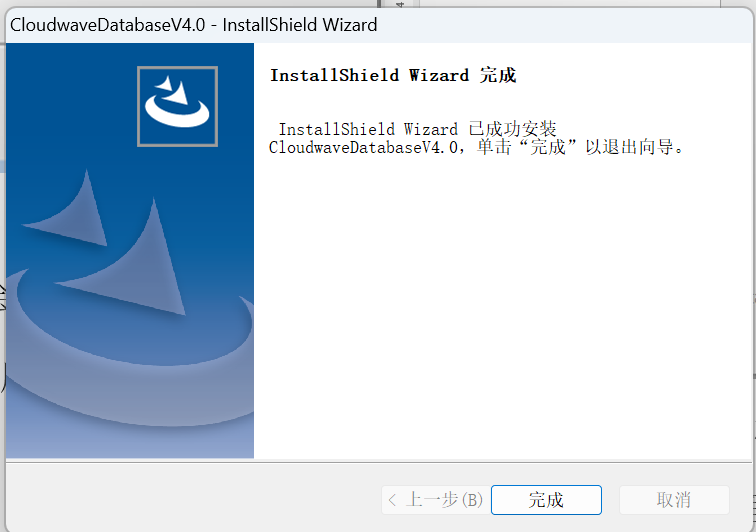 CloudwaveDatabaseV4.0 - InstallShield Wizard
InstallShield Wizard 完成
InstallShield Wizard 已成功安装
CloudwaveDatabaseV4.0，单击“完成”以退出向导。
< 上一步(B)
完成
取消